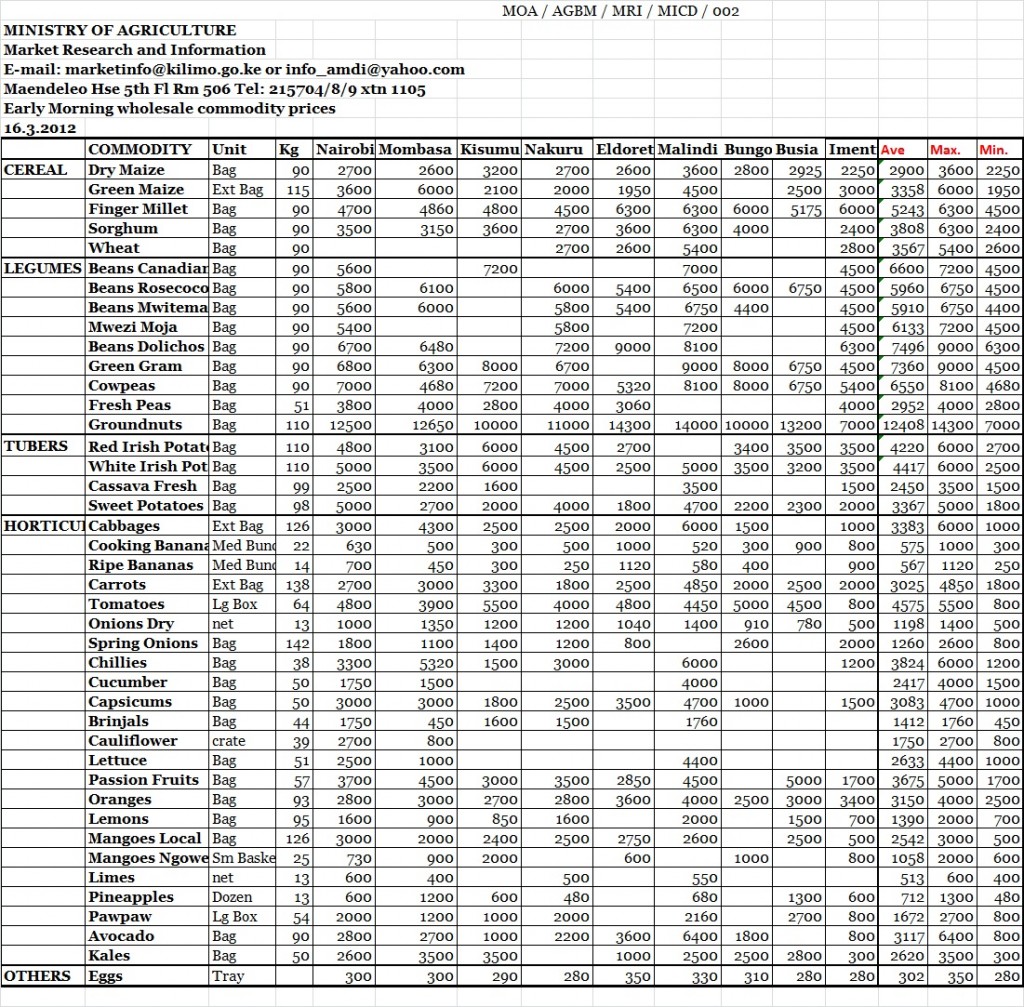 MOA / AGBM / MRI / MICD / 002
MINISTRY OF AGRICULTURE
Market Research and Information
E-mail: marketinfo@kilimo.go.ke or info_amdi@yahoo.com
Maendeleo Hse 5th Fl Rm 506 Tel: 215704/8/9 xtn 1105
Early Morning wholesale commodity prices
16.3.2012
COMMODITY Unit Kg Nairobi Mombasa Kisumu Nakuru Eldoret Malindi Bungo Busia Iment Ave Max. Min.
CEREAL Dry Maize Bag 90 2700 2600 3200 2700 2600 3600 2800 2925 2250 2900 3600 2250
Green Maize Ext Bag 115 3600 6000 2100 2000 1950 4500 2500 3000 3358 6000 1950
Finger Millet Bag 90 4700 4860 4800 4500 6300 6300 6000 5175 6000 5243 6300 4500
Sorghum Bag 90 3500 3150 3600 2700 3600 6300 4000 2400 3808 6300 2400
Wheat Bag 90 2700 2600 5400 2800 3567 5400 2600
LEGUMES Beans Canadian Bag 90 5600 7200 7000 4500 6600 7200 4500
Beans Rosecoco Bag 90 5800 6100 6000 5400 6500 6000 6750 4500 5960 6750 4500
Beans Mwitema Bag 90 5600 6000 5800 5400 6750 4400 4500 5910 6750 4400
Mwezi Moja Bag 90 5400 5800 7200 4500 6133 7200 4500
Beans Dolichos Bag 90 6700 6480 7200 9000 8100 6300 7496 9000 6300
Green Gram Bag 90 6800 6300 8000 6700 9000 8000 6750 4500 7360 9000 4500
Cowpeas Bag 90 7000 4680 7200 7000 5320 8100 8000 6750 5400 6550 8100 4680
Fresh Peas Bag 51 3800 4000 2800 4000 3060 4000 2952 4000 2800
Groundnuts Bag 110 12500 12650 10000 11000 14300 14000 10000 13200 7000 12408 14300 7000
TUBERS Red Irish Potat Bag 110 4800 3100 6000 4500 2700 3400 3500 3500 4220 6000 2700
White Irish Pot Bag 110 5000 3500 6000 4500 2500 5000 3500 3200 3500 4417 6000 2500
Cassava Fresh Bag 99 2500 2200 1600 3500 1500 2450 3500 1500
Sweet Potatoes Bag 98 5000 2700 2000 4000 1800 4700 2200 2300 2000 3367 5000 1800
HORTICUI Cabbages Ext Bag 126 3000 4300 2500 2500 2000 6000 1500 1000 3383 6000 1000
Cooking Banana Med Bund 22 630 500 300 500 1000 520 300 900 800 575 1000 300
Ripe Bananas Med Bund 14 700 450 300 250 1120 580 400 900 567 1120 250
Carrots Ext Bag 138 2700 3000 3300 1800 2500 4850 2000 2500 2000 3025 4850 1800
Tomatoes Lg Box 64 4800 3900 5500 4000 4800 4450 5000 4500 800 4575 5500 800
Onions Dry net 13 1000 1350 1200 1200 1040 1400 910 780 500 1198 1400 500
Spring Onions Bag 142 1800 1100 1400 1200 800 2600 2000 1260 2600 800
Chillies Bag 38 3300 5320 1500 3000 6000 1200 3824 6000 1200
Cucumber Bag 50 1750 1500 4000 2417 4000 1500
Capsicums Bag 50 3000 3000 1800 2500 3500 4700 1000 1500 3083 4700 1000
Brinjals Bag 44 1750 450 1600 1500 1760 1412 1760 450
Cauliflower crate 39 2700 800 1750 2700 800
Lettuce Bag 51 2500 1000 4400 2633 4400 1000
Passion Fruits Bag 57 3700 4500 3000 3500 2850 4500 5000 1700 3675 5000 1700
Oranges Bag 93 2800 3000 2700 2800 3600 4000 2500 3000 3400 3150 4000 2500
Lemons Bag 95 1600 900 850 1600 2000 1500 700 1390 2000 700
Mangoes Local Bag 126 3000 2000 2400 2500 2750 2600 2500 500 2542 3000 500
Mangoes Ngowe Sm Baske 25 730 900 2000 600 1000 800 1058 2000 600
Limes net 13 600 400 500 550 513 600 400
Pineapples Dozen 13 600 1200 600 480 680 1300 600 712 1300 480
Pawpaw Lg Box 54 2000 1200 1000 2000 2160 2700 800 1672 2700 800
Avocado Bag 90 2800 2700 1000 2200 3600 6400 1800 800 3117 6400 800
Kales Bag 50 2600 3500 3500 1000 2500 2500 2800 300 2620 3500 300
OTHERS Eggs Tray 300 300 290 280 350 330 310 280 280 302 350 280